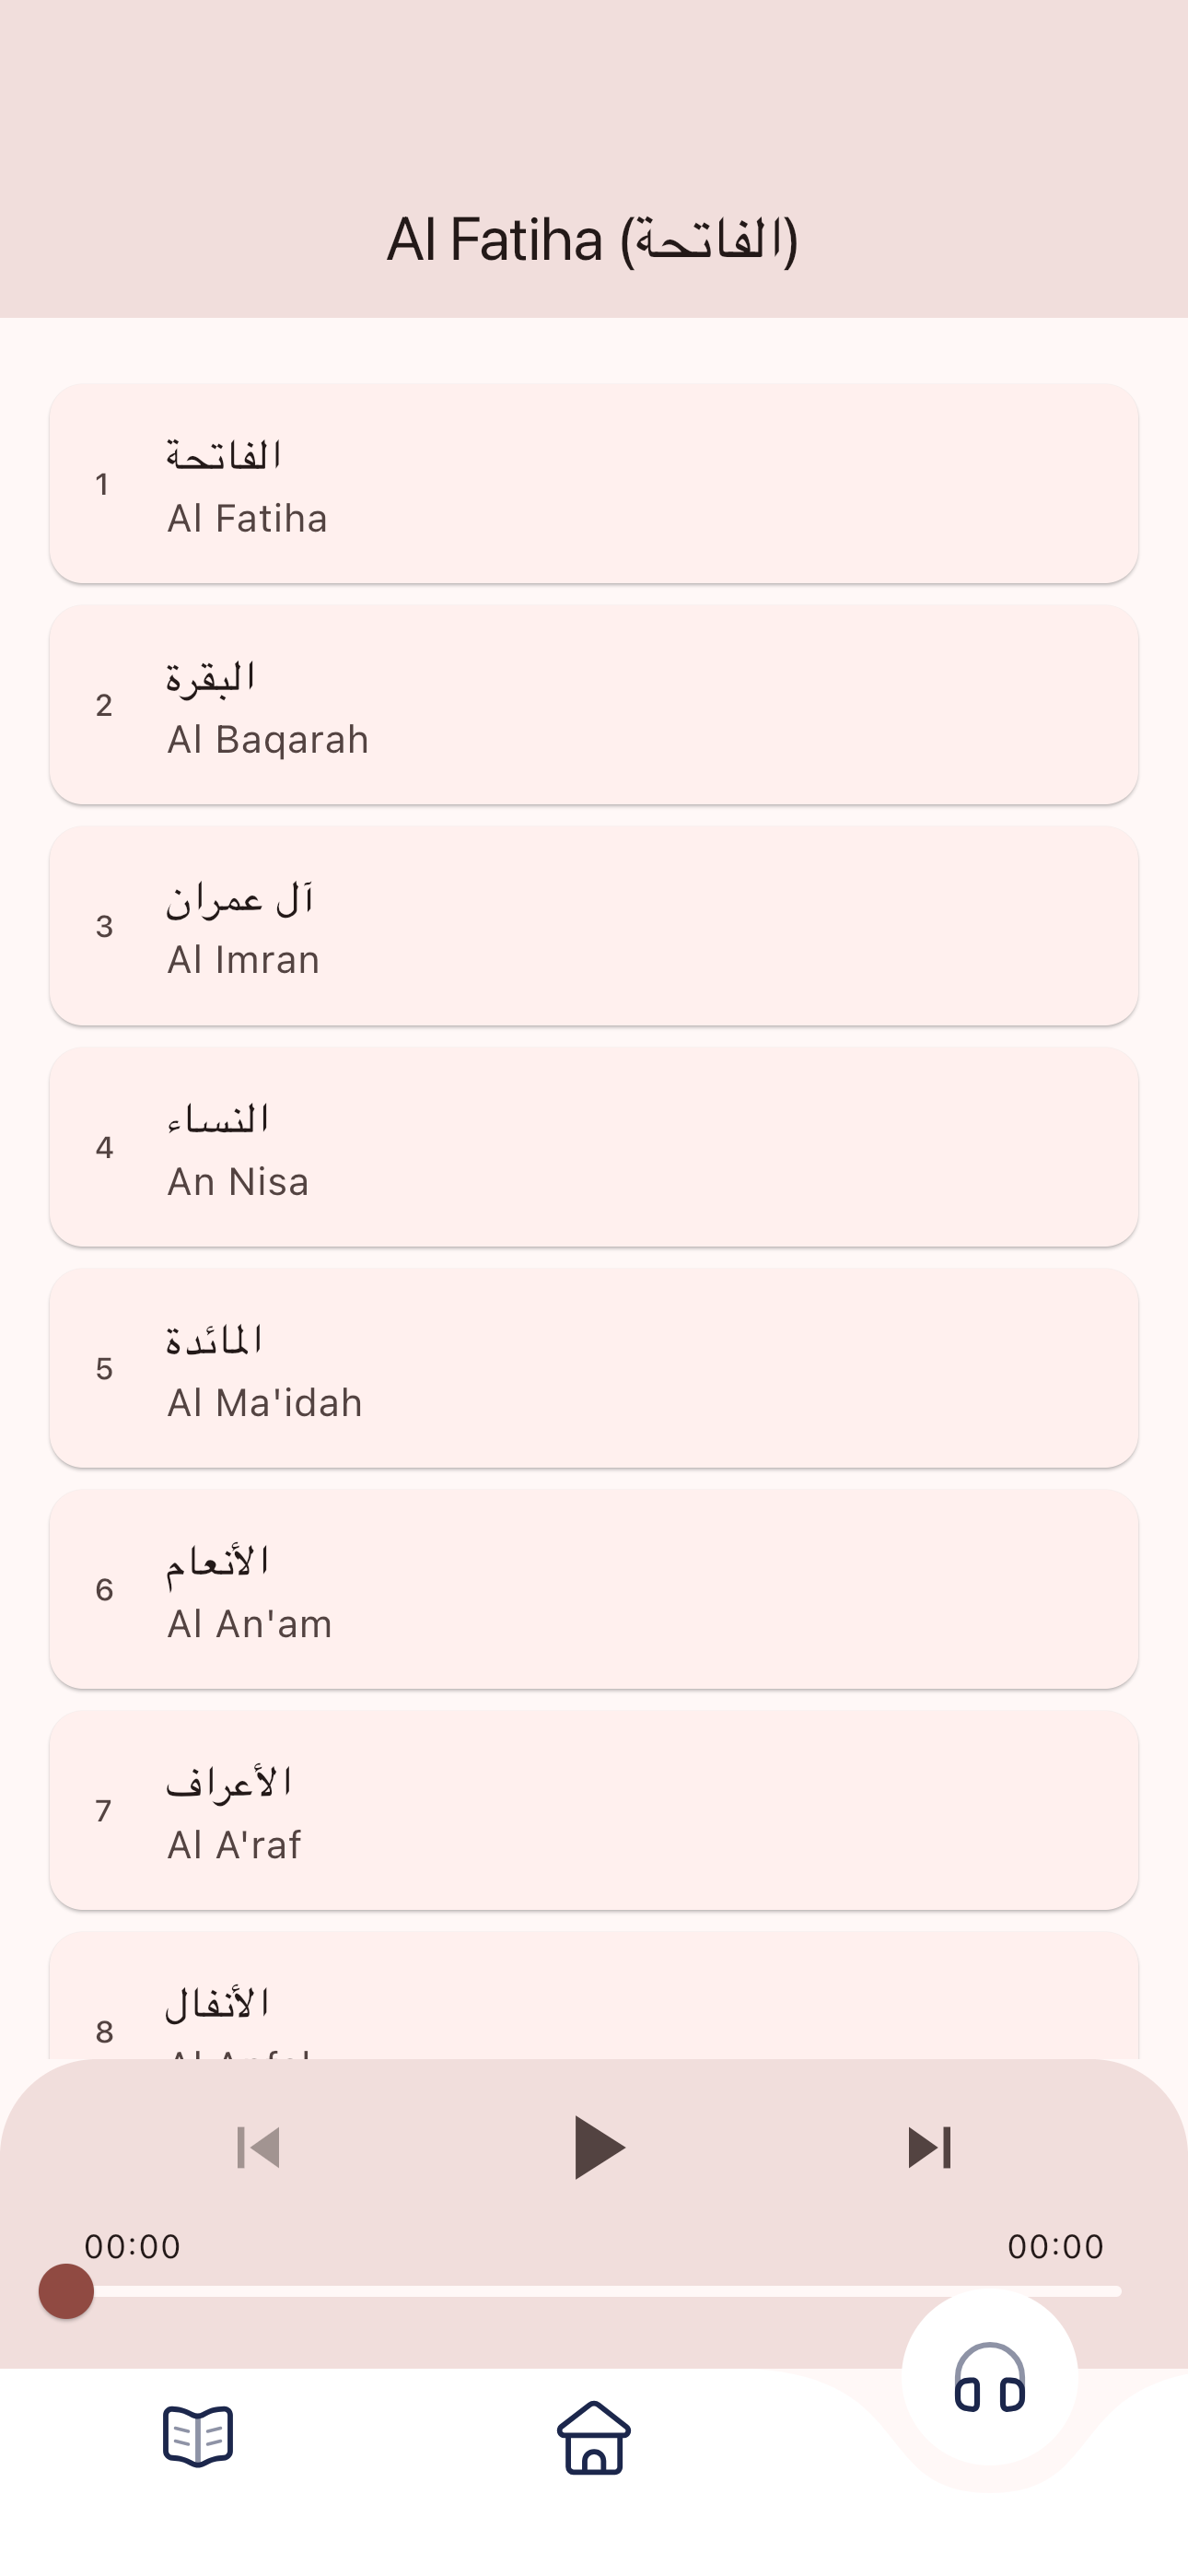 Al Fatiha (الفاتحة)
1
الفاتحة
Al Fatiha
2
البقرة
Al Baqarah
3
آل عمران
Al Imran
4
النساء
An Nisa
5
المائدة
Al Ma'idah
6
الأنعام
Al An'am
7
الأعراف
Al A'raf
8
الأنفال
00:00
00:00